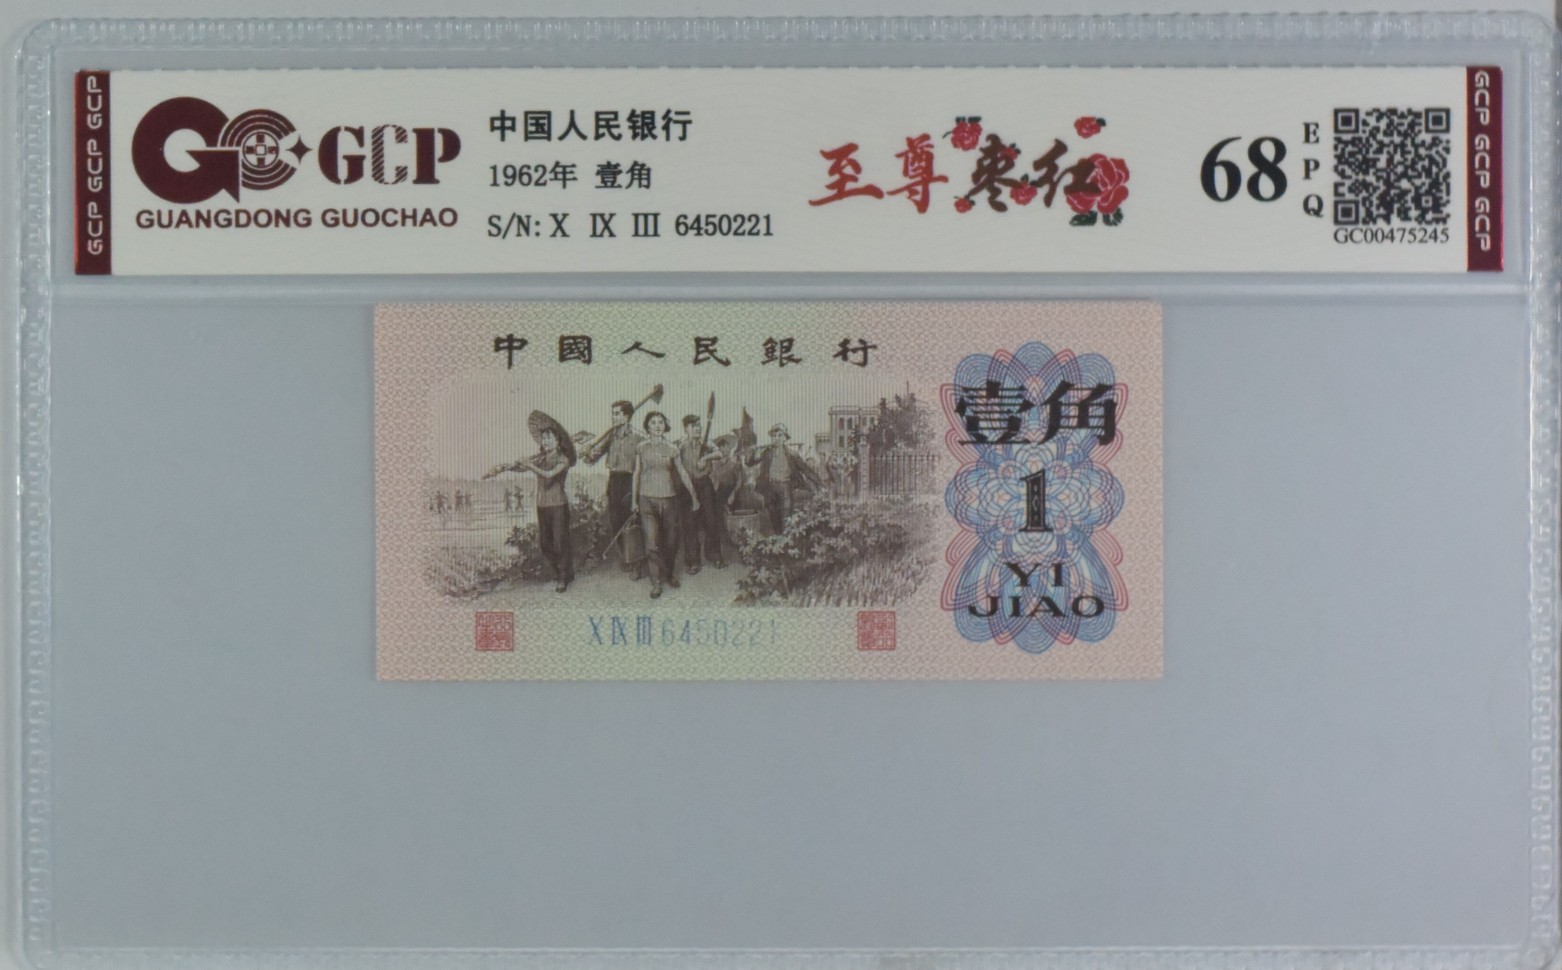 GCP GCP GCP
GCP
GUANGDONG GUOCHAO
中国人民银行
1962年 壹角
S/N: X IX III 6450221
至尊枣红
68
EPQ
GC00475245
GCP GCP GCP
中國人民銀行
壹角
1
YI
JIAO
X IX III 6450221